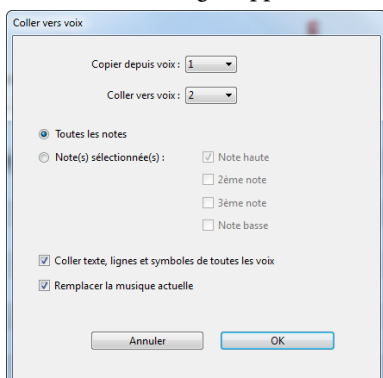 Coller vers voix
Copier depuis voix : 1
Coller vers voix : 2
Toutes les notes
Note(s) sélectionnée(s) :
Note haute
2ème note
3ème note
Note basse
Coller texte, lignes et symboles de toutes les voix
Remplacer la musique actuelle
Annuler OK